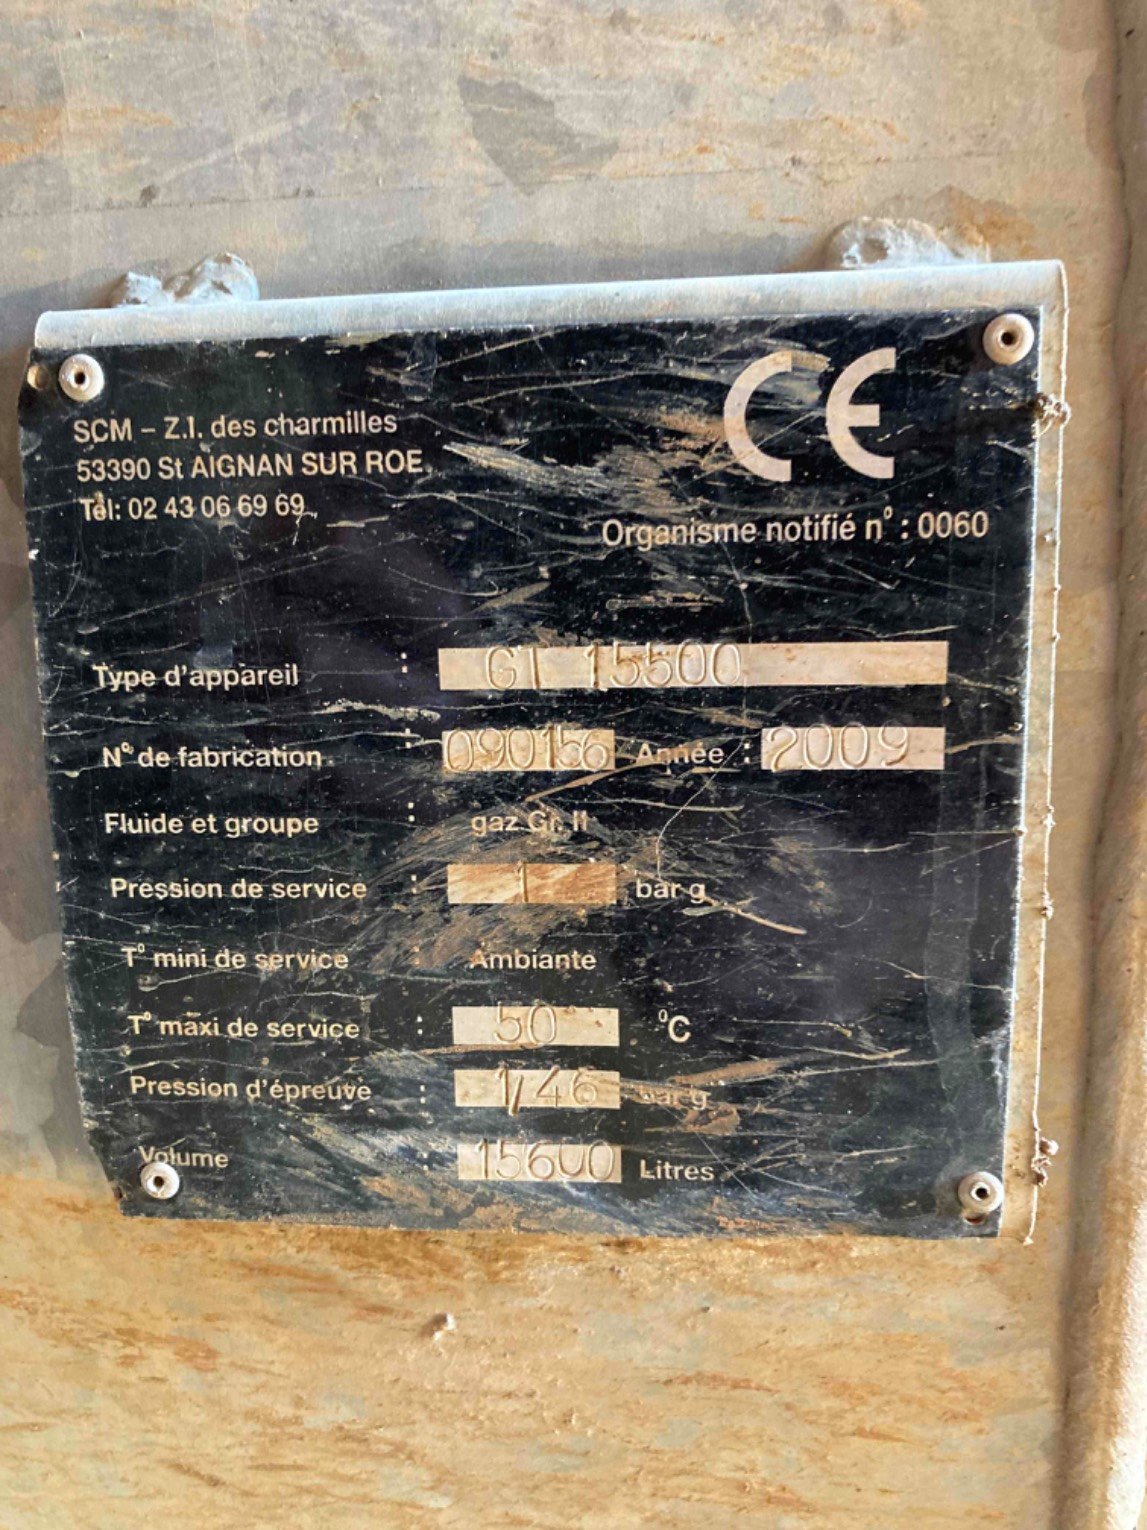 SCM – Z.I. des charmilles
53390 St AIGNAN SUR ROE
Tél: 02 43 06 69 69
CE
Organisme notifié n° : 0060
Type d'appareil : GT 15500
N° de fabrication : 090156 Année : 2009
Fluide et groupe : gaz Gr. II
Pression de service : 1 bar g
T° mini de service : Ambiante
T° maxi de service : 50 °C
Pression d'épreuve : 1,46 bar g
Volume : 15600 Litres